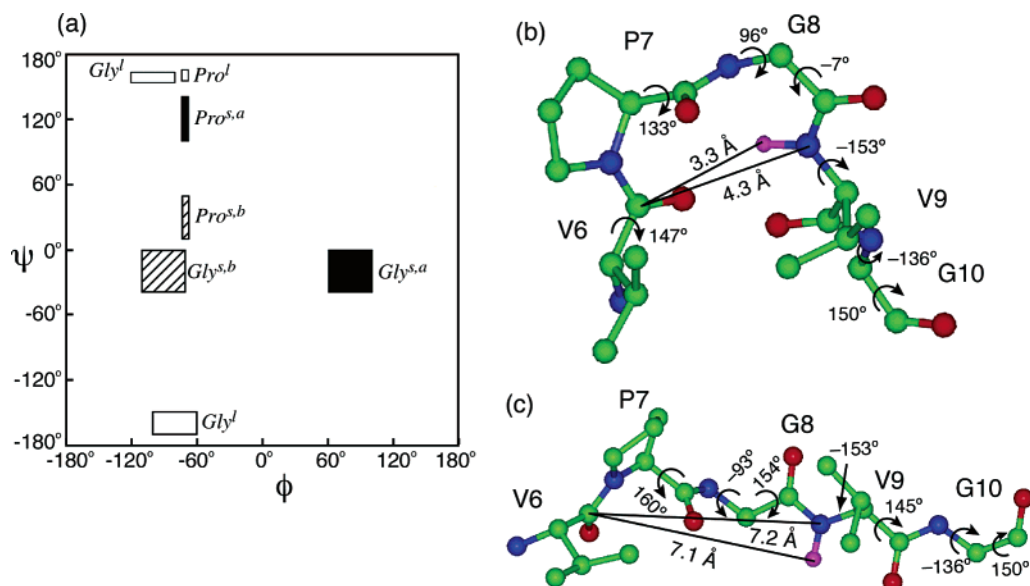 (a)
180°
120°
60°
0°
-60°
-120°
-180°
ψ
-180° -120° -60° 0° 60° 120° 180°
ϕ
Gly^l
Pro^l
Pro^s,a
Pro^s,b
Gly^s,b
Gly^s,a
Gly^l
(b)
P7
96°
G8
–7°
133°
3.3 Å
4.3 Å
–153°
V6
147°
V9
–136°
G10
150°
(c)
P7
G8
V6
160°
–93°
154°
–153°
V9
145°
G10
7.2 Å
7.1 Å
–136°
150°